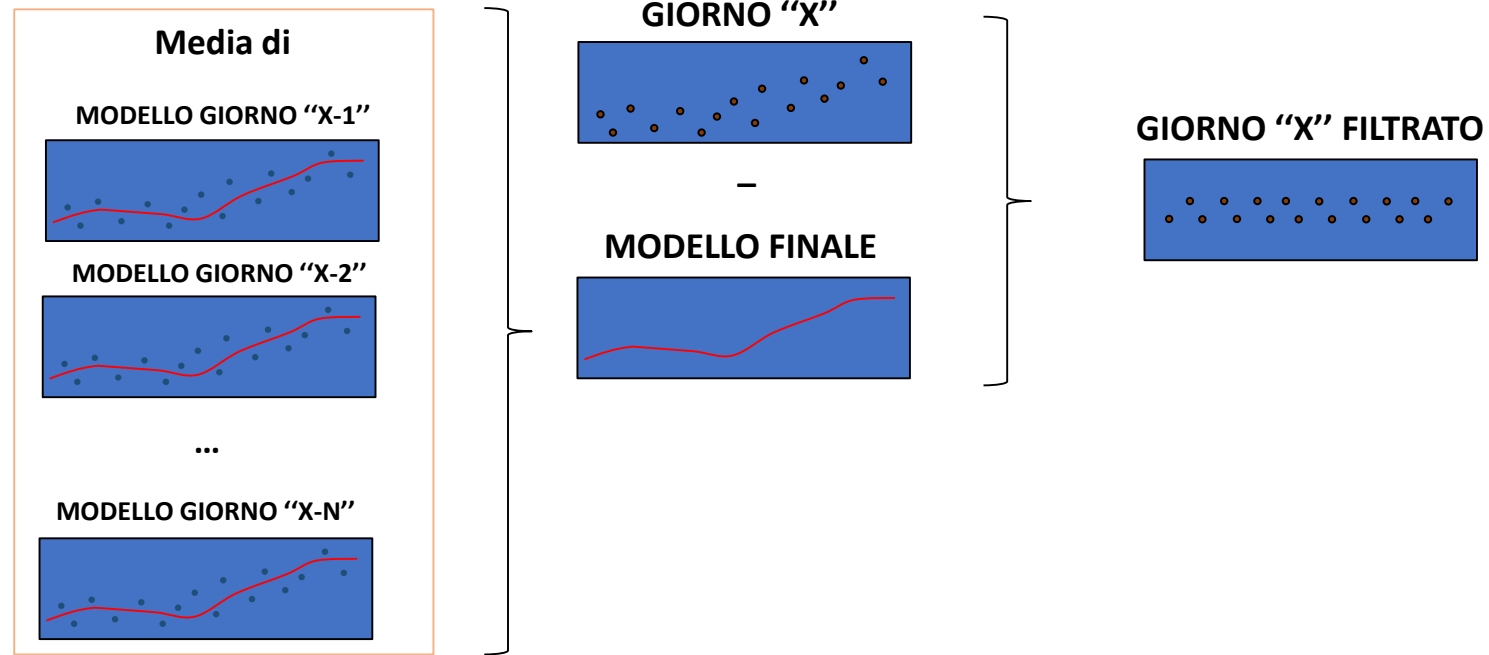 Media di
MODELLO GIORNO ‘‘X-1’’
MODELLO GIORNO ‘‘X-2’’
...
MODELLO GIORNO ‘‘X-N’’
GIORNO ‘‘X’’
–
MODELLO FINALE
GIORNO ‘‘X’’ FILTRATO